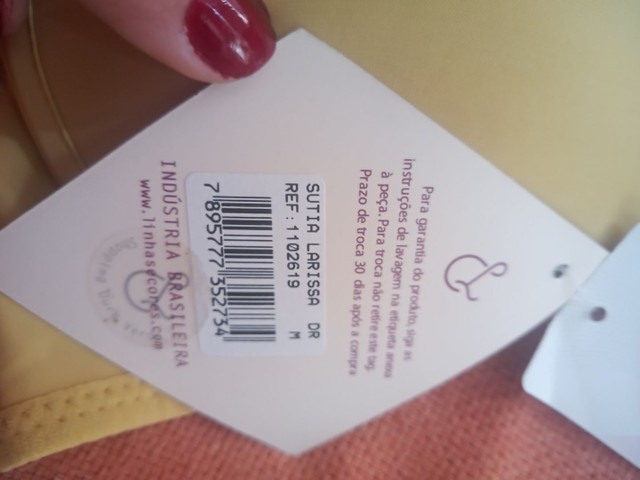 &
Para garantia do produto, siga as
instruções de lavagem na etiqueta anexa
à peça. Para troca não retire este tag.
Prazo de troca 30 dias após a compra
SUTIA LARISSA DR
REF:1102619 M
7 895777 352734
INDÚSTRIA BRASILEIRA
www.linhasecores.com
Shopping